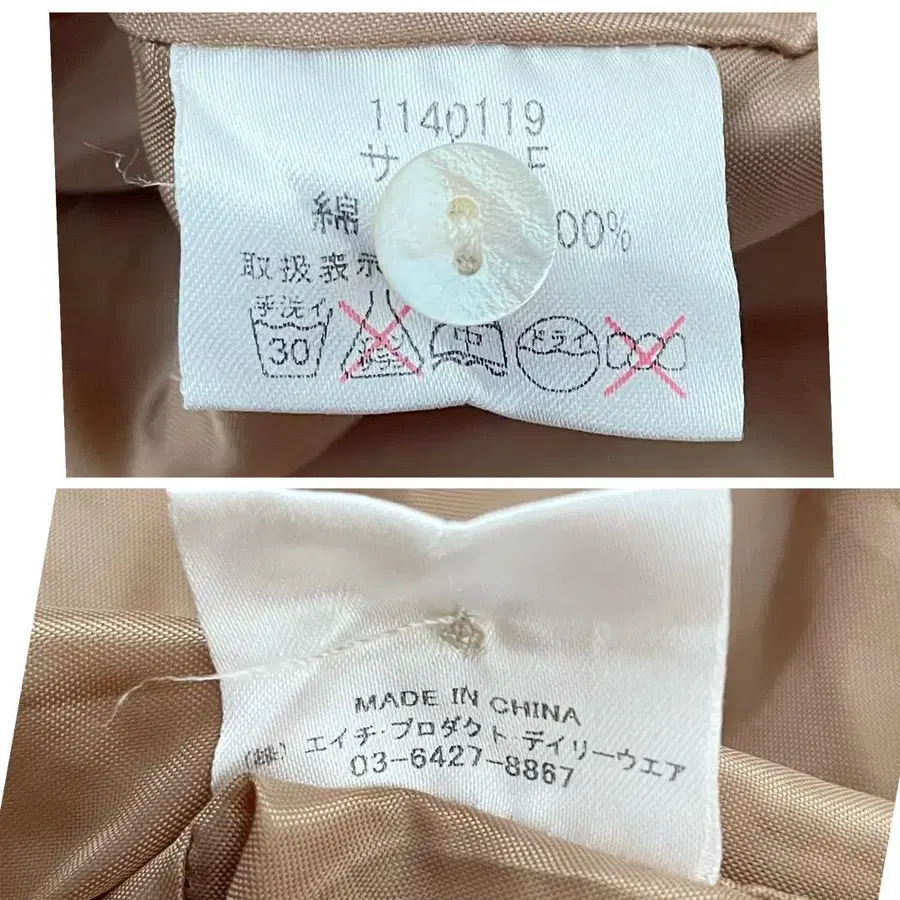 1140119
サ F
綿 00%
取扱表示
手洗イ
30
中
ドライ
MADE IN CHINA
(株) エイチ・プロダクト・デイリーウエア
03-6427-8867